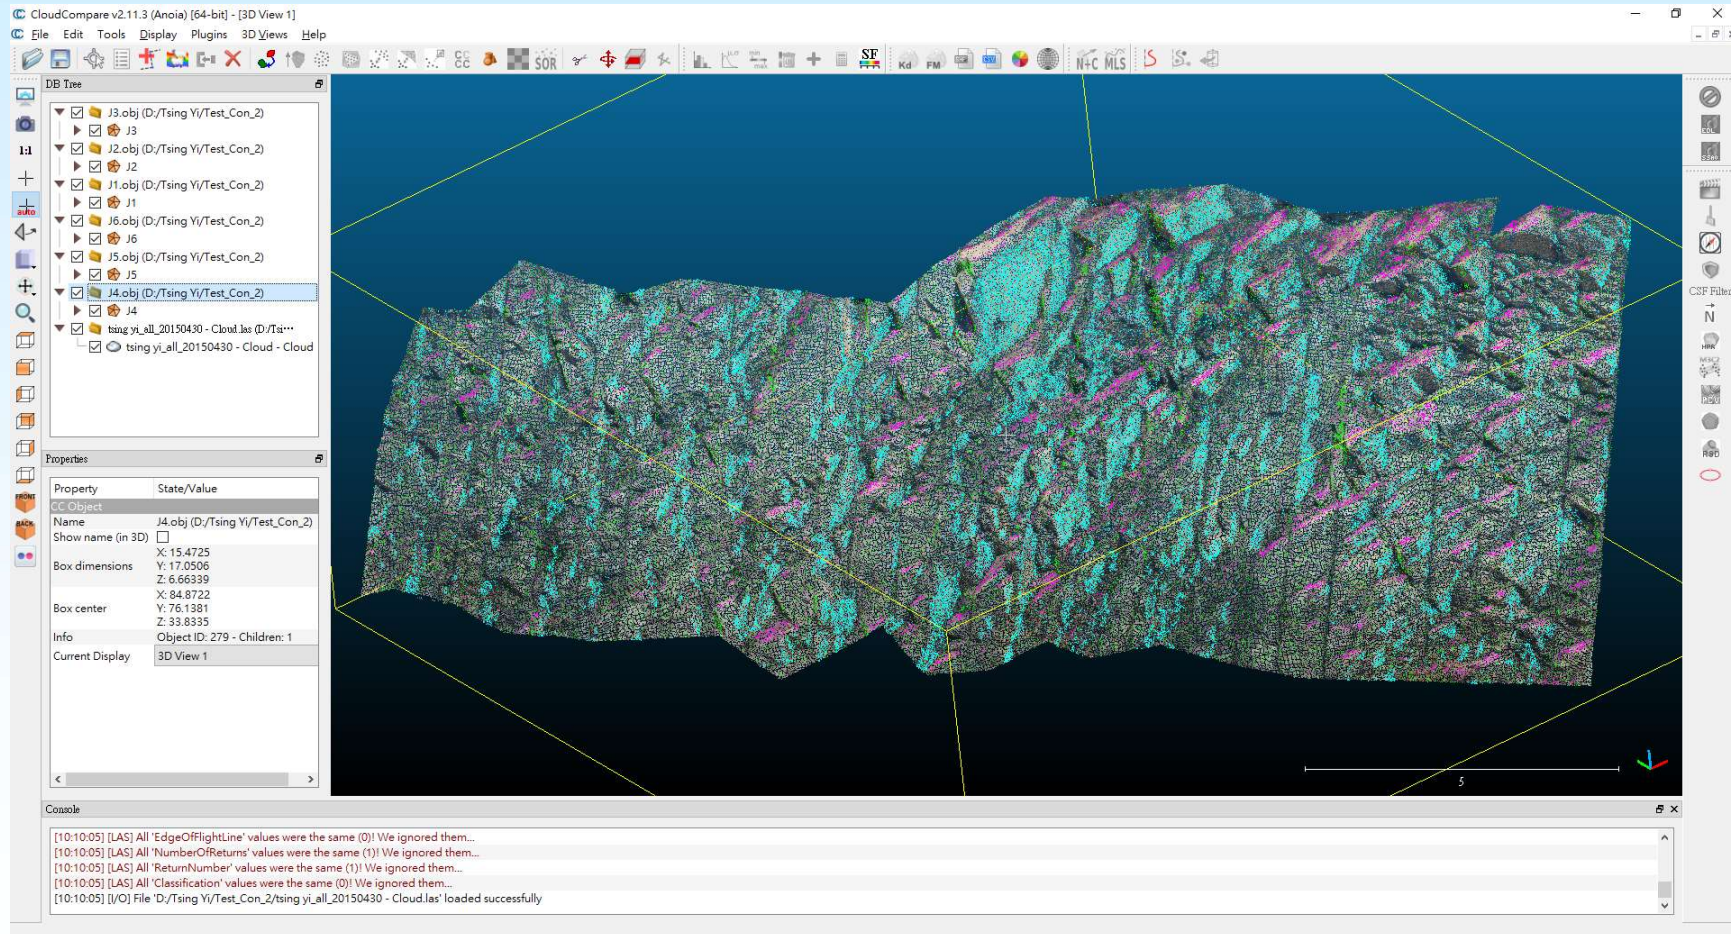 CloudCompare v2.11.3 (Anoia) [64-bit] - [3D View 1]
File Edit Tools Display Plugins 3D Views Help
SOR
SF
Kd
FM
N+C
MLS
DB Tree
J3.obj (D:/Tsing Yi/Test_Con_2)
J3
J2.obj (D:/Tsing Yi/Test_Con_2)
J2
J1.obj (D:/Tsing Yi/Test_Con_2)
J1
J6.obj (D:/Tsing Yi/Test_Con_2)
J6
J5.obj (D:/Tsing Yi/Test_Con_2)
J5
J4.obj (D:/Tsing Yi/Test_Con_2)
J4
tsing yi_all_20150430 - Cloud.las (D:/Tsi···
tsing yi_all_20150430 - Cloud - Cloud
1:1
auto
FRONT
BACK
Properties
Property State/Value
CC Object
Name J4.obj (D:/Tsing Yi/Test_Con_2)
Show name (in 3D)
Box dimensions X: 15.4725
Y: 17.0506
Z: 6.66339
Box center X: 84.8722
Y: 76.1381
Z: 33.8335
Info Object ID: 279 - Children: 1
Current Display 3D View 1
5
CSF Filter
N
Console
[10:10:05] [LAS] All 'EdgeOfFlightLine' values were the same (0)! We ignored them...
[10:10:05] [LAS] All 'NumberOfReturns' values were the same (1)! We ignored them...
[10:10:05] [LAS] All 'ReturnNumber' values were the same (1)! We ignored them...
[10:10:05] [LAS] All 'Classification' values were the same (0)! We ignored them...
[10:10:05] [I/O] File 'D:/Tsing Yi/Test_Con_2/tsing yi_all_20150430 - Cloud.las' loaded successfully